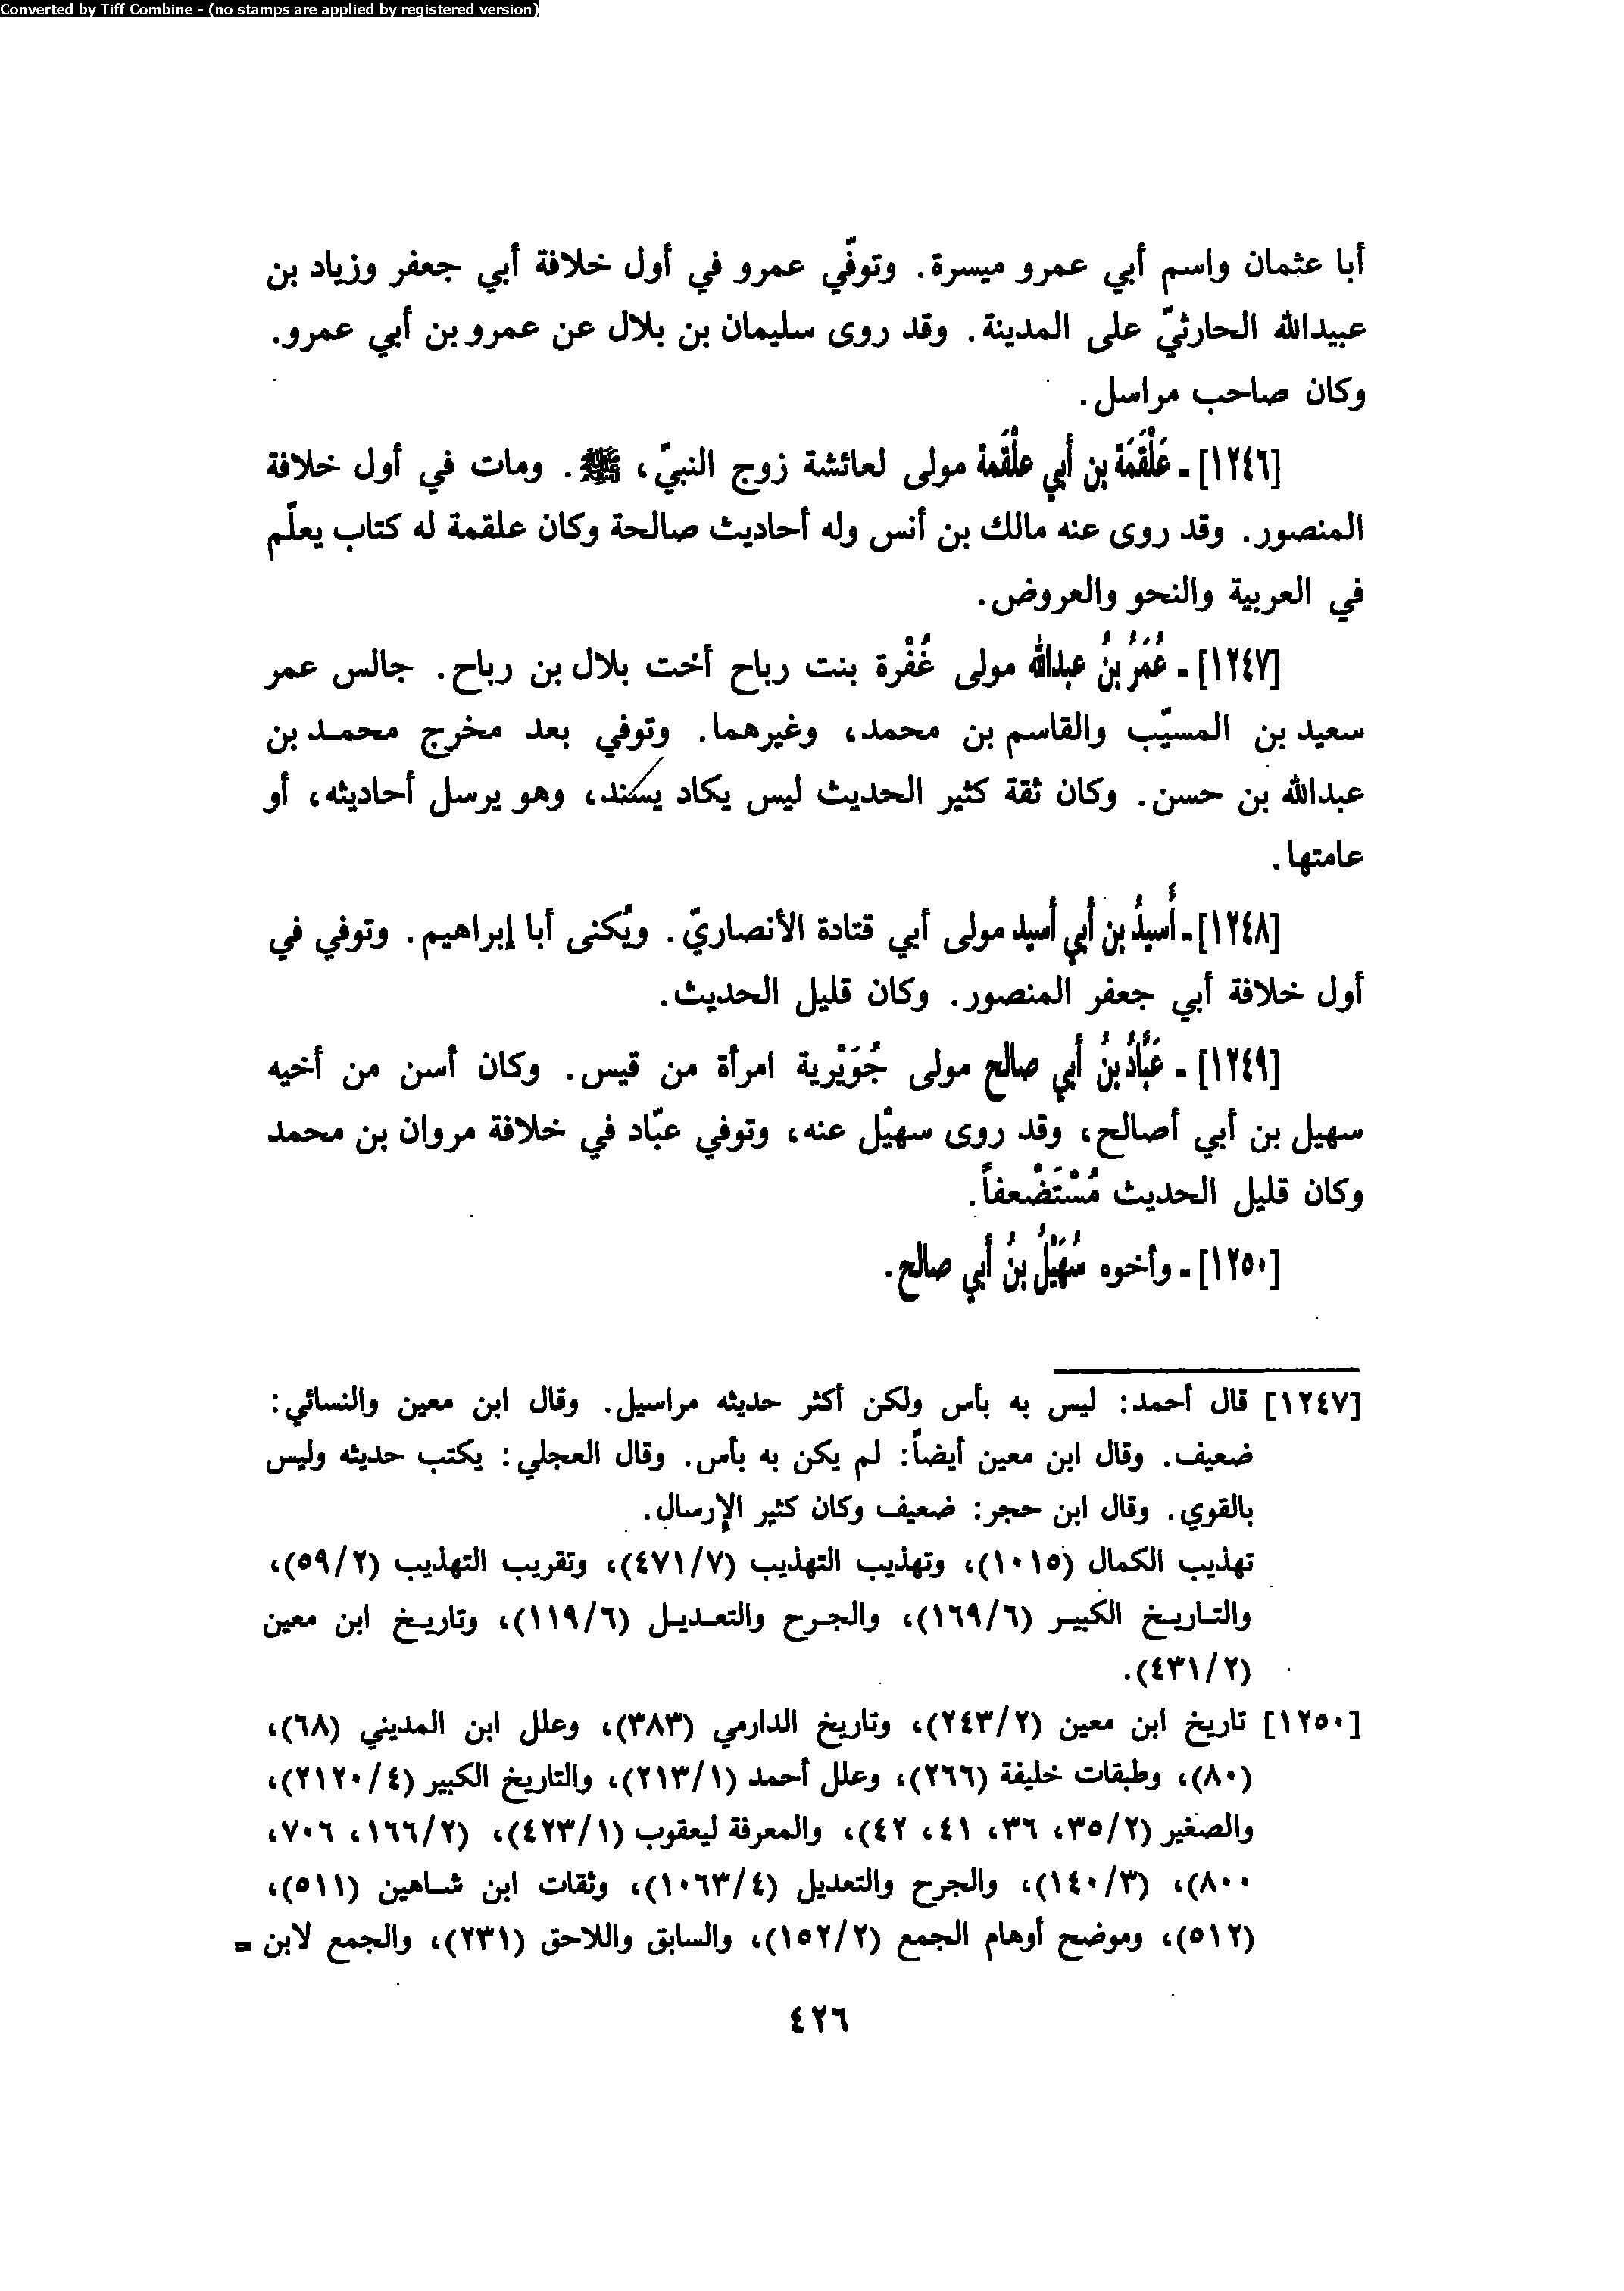 Converted by Tiff Combine - (no stamps are applied by registered version)
أبا عثمان واسم أبي عمرو ميسرة. وتوفّي عمرو في أول خلافة أبي جعفر وزياد بن
عبيدالله الحارثيّ على المدينة. وقد روى سليمان بن بلال عن عمرو بن أبي عمرو.
وكان صاحب مراسل.
[١٢٤٦] - عَلْقَمَة بن أبي علْقَمة مولى لعائشة زوج النبيّ، ﷺ. ومات في أول خلافة
المنصور. وقد روى عنه مالك بن أنس وله أحاديث صالحة وكان علقمة له كتاب يعلّم
في العربية والنحو والعروض.
[١٢٤٧] - عُمَرُ بنُ عبدالله مولى غُفْرة بنت رباح أخت بلال بن رباح. جالس عمر
سعيد بن المسيّب والقاسم بن محمد، وغيرهما. وتوفي بعد مخرج محمد بن
عبدالله بن حسن. وكان ثقة كثير الحديث ليس يكاد يسند، وهو يرسل أحاديثه، أو
عامتها.
[١٢٤٨] - أُسيدُ بن أبي أسيد مولى أبي قتادة الأنصاريّ. ويُكنى أبا إبراهيم. وتوفي في
أول خلافة أبي جعفر المنصور. وكان قليل الحديث.
[١٢٤٩] - عَبَّادُ بنُ أبي صالح مولى جُوَيْرية امرأة من قيس. وكان أسن من أخيه
سهيل بن أبي أصالح، وقد روى سهيْل عنه، وتوفي عبّاد في خلافة مروان بن محمد
وكان قليل الحديث مُسْتَضْعفاً.
[١٢٥٠] - وأخوه سُهَيْلُ بنُ أبي صالح.
[١٢٤٧] قال أحمد: ليس به بأس ولكن أكثر حديثه مراسيل. وقال ابن معين والنسائي:
ضعيف. وقال ابن معين أيضاً: لم يكن به بأس. وقال العجلي: يكتب حديثه وليس
بالقوي. وقال ابن حجر: ضعيف وكان كثير الإرسال.
تهذيب الكمال (١٠١٥)، وتهذيب التهذيب (٤٧١/٧)، وتقريب التهذيب (٥٩/٢)،
والتاريخ الكبير (١٦٩/٦)، والجرح والتعديل (١١٩/٦)، وتاريخ ابن معين
(٤٣١/٢).
[١٢٥٠] تاريخ ابن معين (٢٤٣/٢)، وتاريخ الدارمي (٣٨٣)، وعلل ابن المديني (٦٨)،
(٨٠)، وطبقات خليفة (٢٦٦)، وعلل أحمد (٢١٣/١)، والتاريخ الكبير (٢١٢٠/٤)،
والصغير (٣٥/٢، ٣٦، ٤١، ٤٢)، والمعرفة ليعقوب (٤٢٣/١)، (١٦٦/٢، ٧٠٦،
٨٠٠)، (١٤٠/٣)، والجرح والتعديل (١٠٦٣/٤)، وثقات ابن شاهين (٥١١)،
(٥١٢)، وموضح أوهام الجمع (١٥٢/٢)، والسابق واللاحق (٢٣١)، والجمع لابن =
٤٢٦